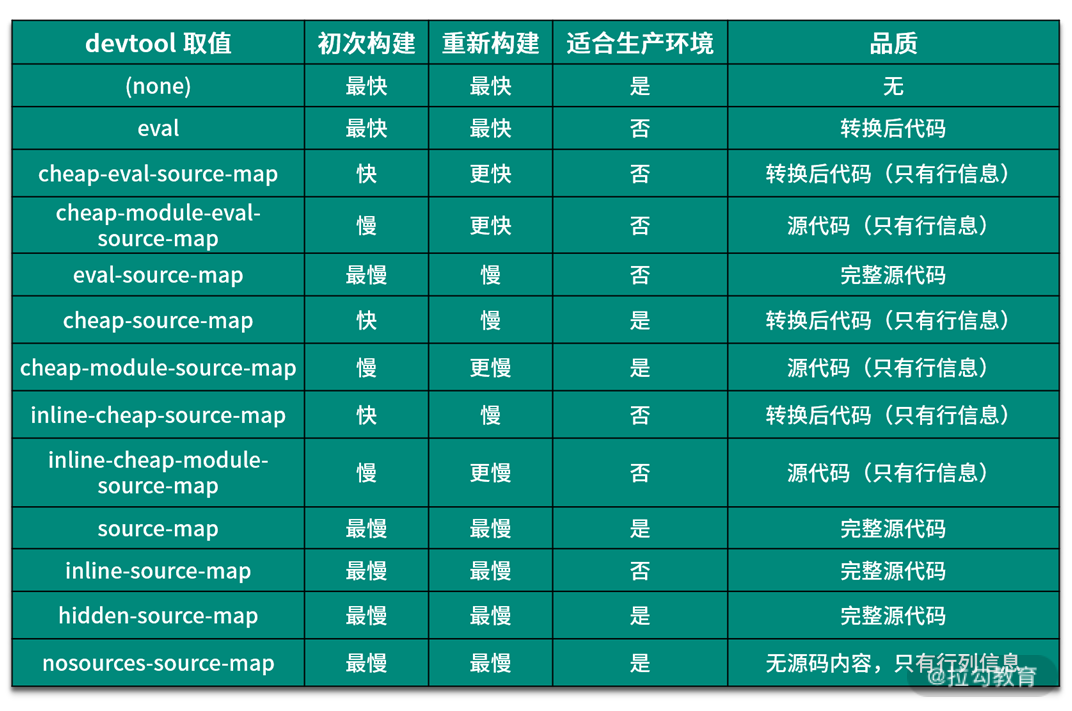 devtool 取值 初次构建 重新构建 适合生产环境 品质
(none) 最快 最快 是 无
eval 最快 最快 否 转换后代码
cheap-eval-source-map 快 更快 否 转换后代码（只有行信息）
cheap-module-eval-
source-map 慢 更快 否 源代码（只有行信息）
eval-source-map 最慢 慢 否 完整源代码
cheap-source-map 快 慢 是 转换后代码（只有行信息）
cheap-module-source-map 慢 更慢 是 源代码（只有行信息）
inline-cheap-source-map 快 慢 否 转换后代码（只有行信息）
inline-cheap-module-
source-map 慢 更慢 否 源代码（只有行信息）
source-map 最慢 最慢 是 完整源代码
inline-source-map 最慢 最慢 否 完整源代码
hidden-source-map 最慢 最慢 是 完整源代码
nosources-source-map 最慢 最慢 是 无源码内容，只有行列信息
@拉勾教育